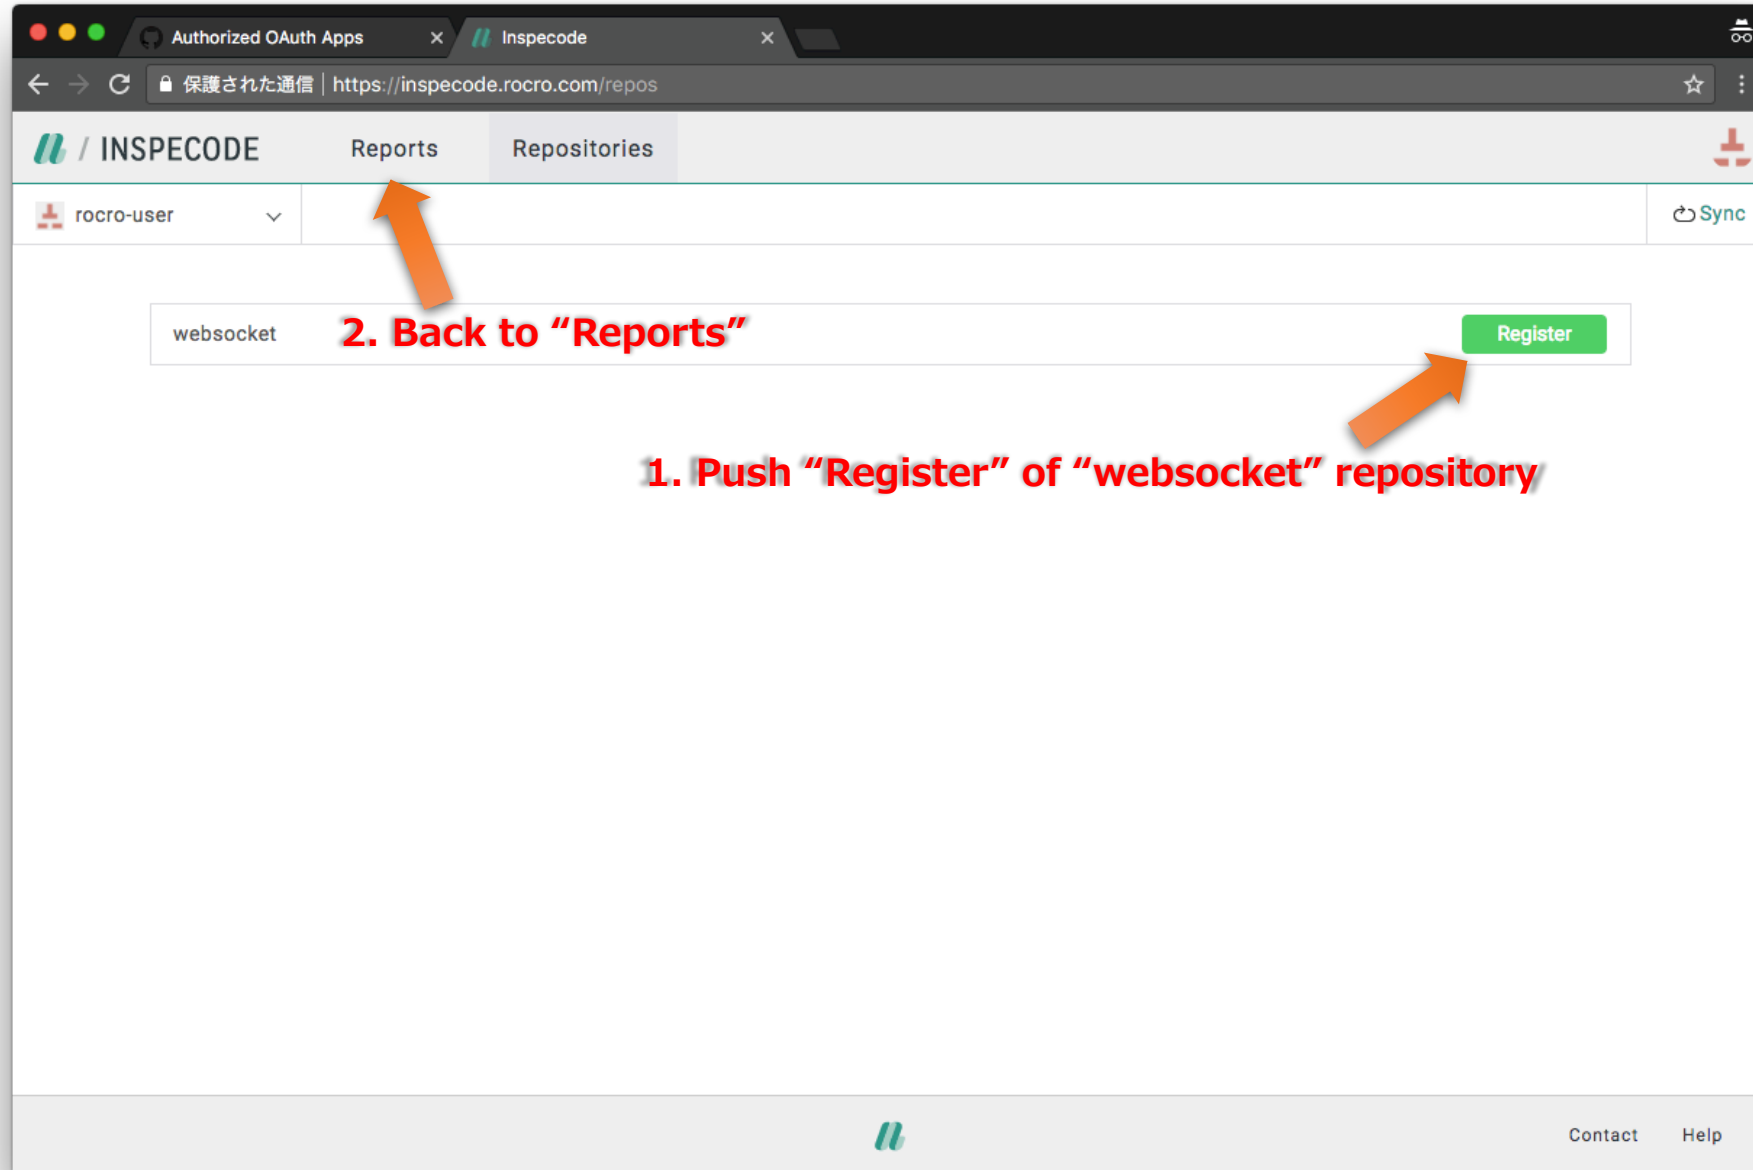 Authorized OAuth Apps
Inspecode
保護された通信 | https://inspecode.rocro.com/repos
/ INSPECODE
Reports
Repositories
rocro-user
Sync
websocket
2. Back to “Reports”
Register
1. Push “Register” of “websocket” repository
Contact
Help